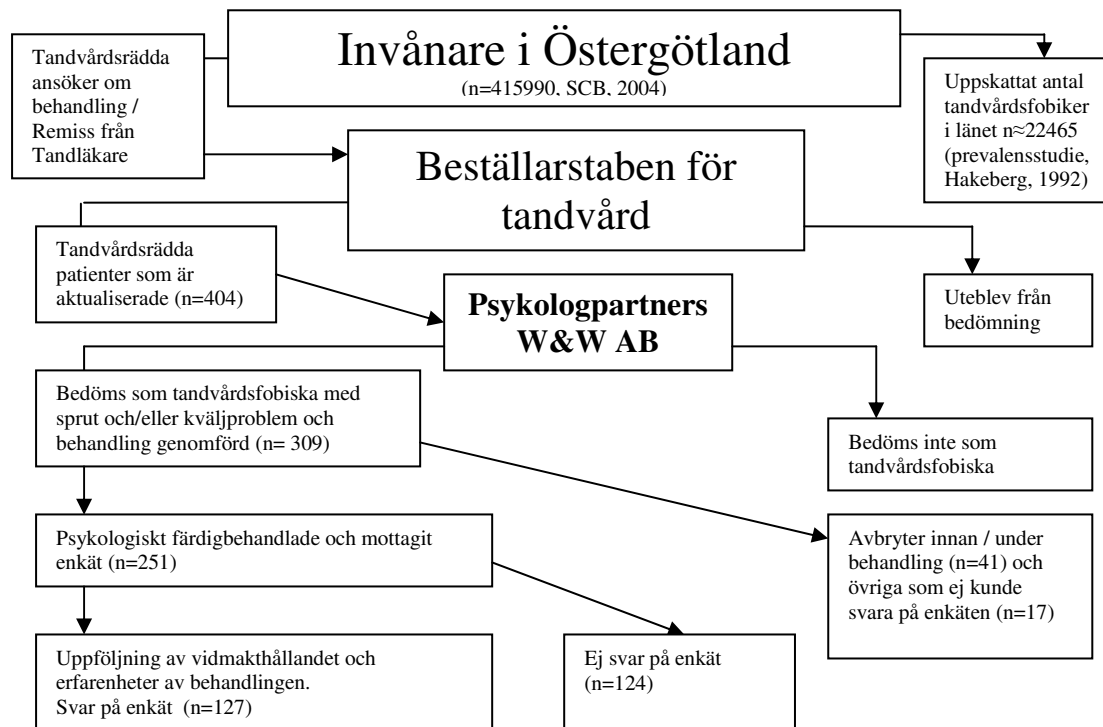 Tandvårdsrädda
ansöker om
behandling /
Remiss från
Tandläkare
Invånare i Östergötland
(n=415990, SCB, 2004)
Uppskattat antal
tandvårdsfobiker
i länet n≈22465
(prevalensstudie,
Hakeberg, 1992)
Beställarstaben för
tandvård
Tandvårdsrädda
patienter som är
aktualiserade (n=404)
Uteblev från
bedömning
Psykologpartners
W&W AB
Bedöms som tandvårdsfobiska med
sprut och/eller kväljproblem och
behandling genomförd (n= 309)
Bedöms inte som
tandvårdsfobiska
Psykologiskt färdigbehandlade och mottagit
enkät (n=251)
Avbryter innan / under
behandling (n=41) och
övriga som ej kunde
svara på enkäten (n=17)
Uppföljning av vidmakthållandet och
erfarenheter av behandlingen.
Svar på enkät  (n=127)
Ej svar på enkät
(n=124)